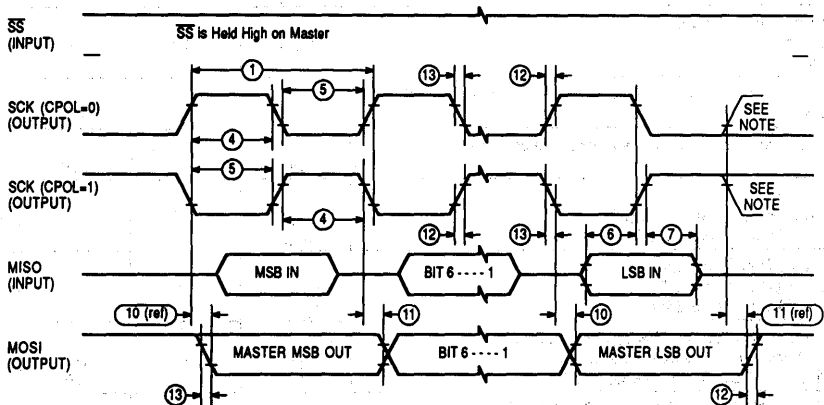 SS
(INPUT)
SS is Held High on Master
1
13
12
5
SCK (CPOL=0)
(OUTPUT)
SEE
NOTE
4
5
SCK (CPOL=1)
(OUTPUT)
SEE
NOTE
4
12
13
6
7
MISO
(INPUT)
MSB IN
BIT 6 - - - - 1
LSB IN
10 (ref)
11
10
11 (ref)
MOSI
(OUTPUT)
MASTER MSB OUT
BIT 6 - - - - 1
MASTER LSB OUT
13
12